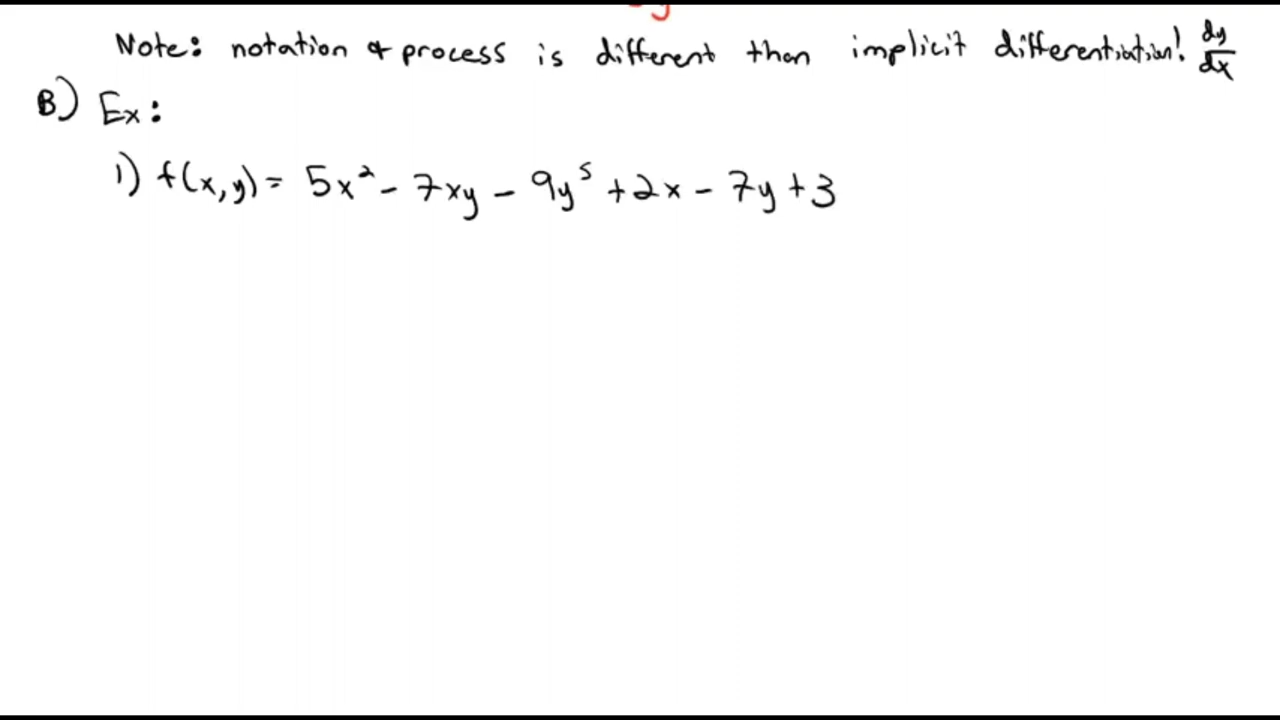 Note: notation & process is different than implicit differentiation! dy/dx
B) Ex:
1) f(x,y) = 5x² - 7xy - 9y⁵ + 2x - 7y + 3